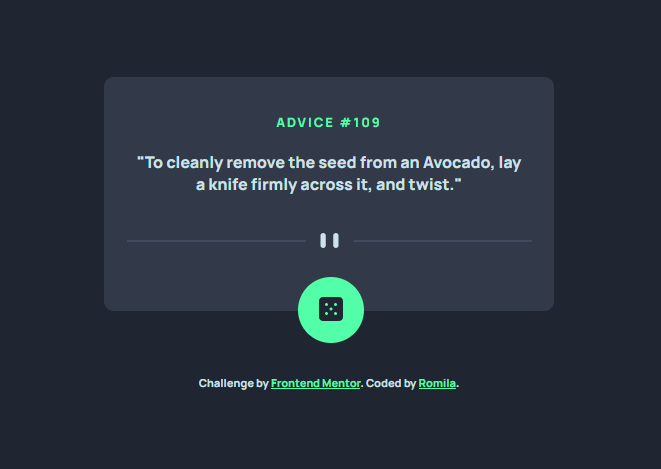 ADVICE #109
"To cleanly remove the seed from an Avocado, lay
a knife firmly across it, and twist."
Challenge by Frontend Mentor. Coded by Romila.